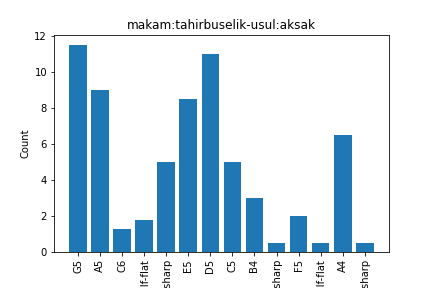 makam:tahirbuselik-usul:aksak
Count
12
10
8
6
4
2
0
G5
A5
C6
lf-flat
sharp
E5
D5
C5
B4
sharp
F5
lf-flat
A4
sharp